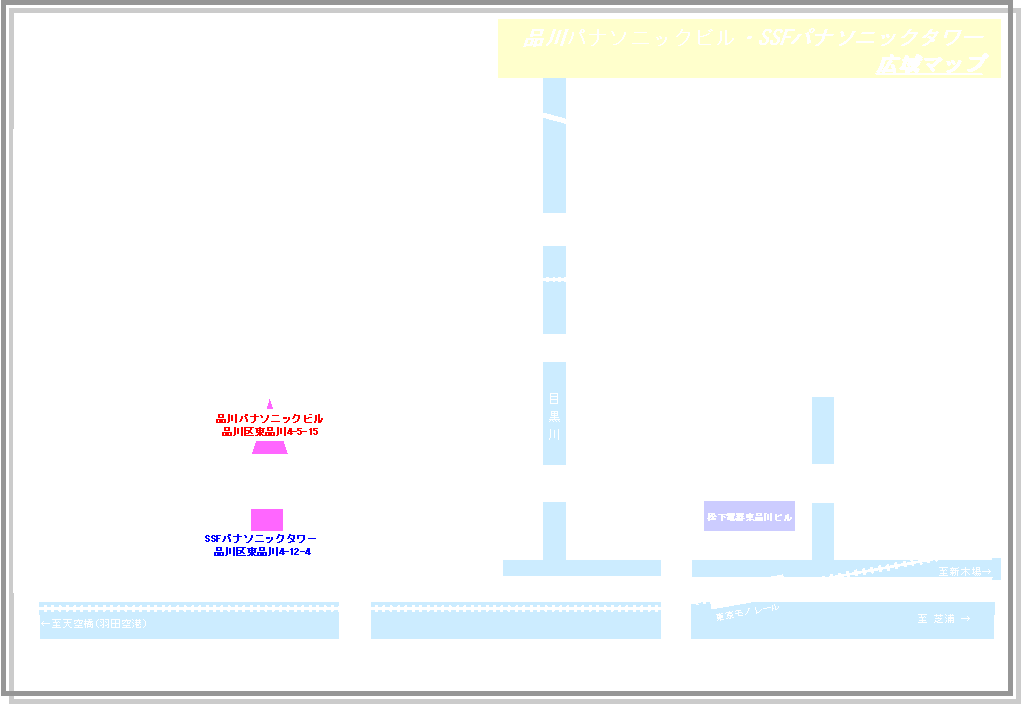 品川パナソニックビル・SSFパナソニックタワー
広域マップ
目黒川
品川パナソニックビル
品川区東品川4-5-15
松下電器東品川ビル
SSFパナソニックタワー
品川区東品川4-12-4
至新木場→
東京モノレール
←至天空橋(羽田空港)
至 芝浦 →